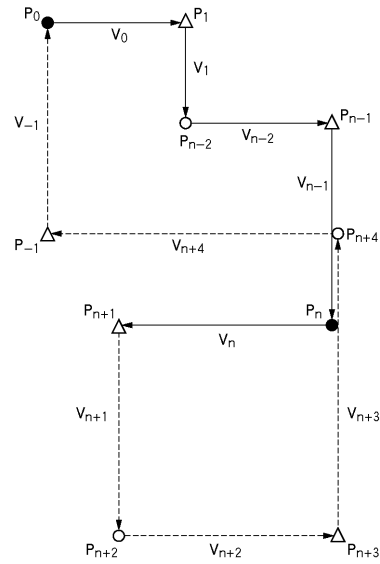 P₀
P₁
V₀
V₁
V₋₁
Pₙ₋₂
Vₙ₋₂
Pₙ₋₁
Vₙ₋₁
P₋₁
Vₙ₊₄
Pₙ₊₄
Pₙ₊₁
Vₙ
Pₙ
Vₙ₊₁
Vₙ₊₃
Pₙ₊₂
Vₙ₊₂
Pₙ₊₃